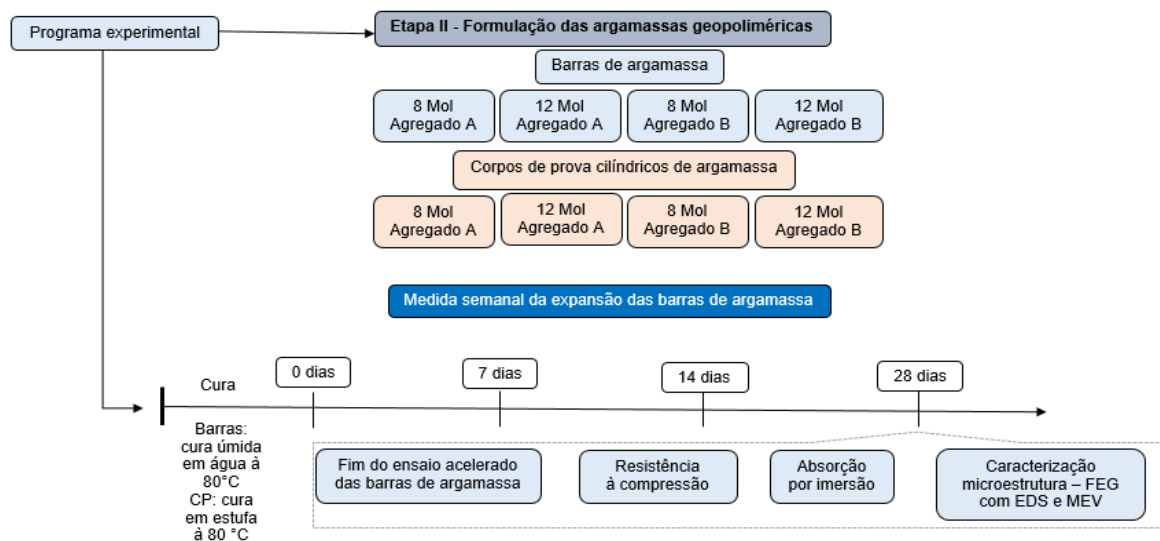 Programa experimental
Etapa II - Formulação das argamassas geopoliméricas
Barras de argamassa
8 Mol
Agregado A
12 Mol
Agregado A
8 Mol
Agregado B
12 Mol
Agregado B
Corpos de prova cilíndricos de argamassa
8 Mol
Agregado A
12 Mol
Agregado A
8 Mol
Agregado B
12 Mol
Agregado B
Medida semanal da expansão das barras de argamassa
Cura
0 dias
7 dias
14 dias
28 dias
Barras:
cura úmida
em água à
80°C
CP: cura
em estufa
à 80 °C
Fim do ensaio acelerado
das barras de argamassa
Resistência
à compressão
Absorção
por imersão
Caracterização
microestrutura – FEG
com EDS e MEV